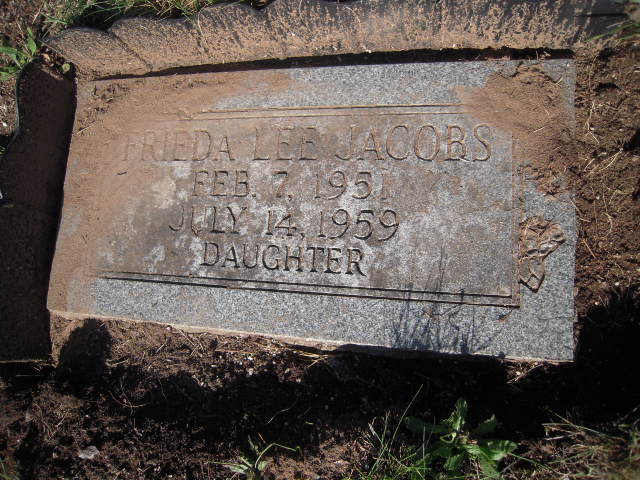 FRIEDA LEE JACOBS
FEB. 7, 1951
JULY 14, 1959
DAUGHTER